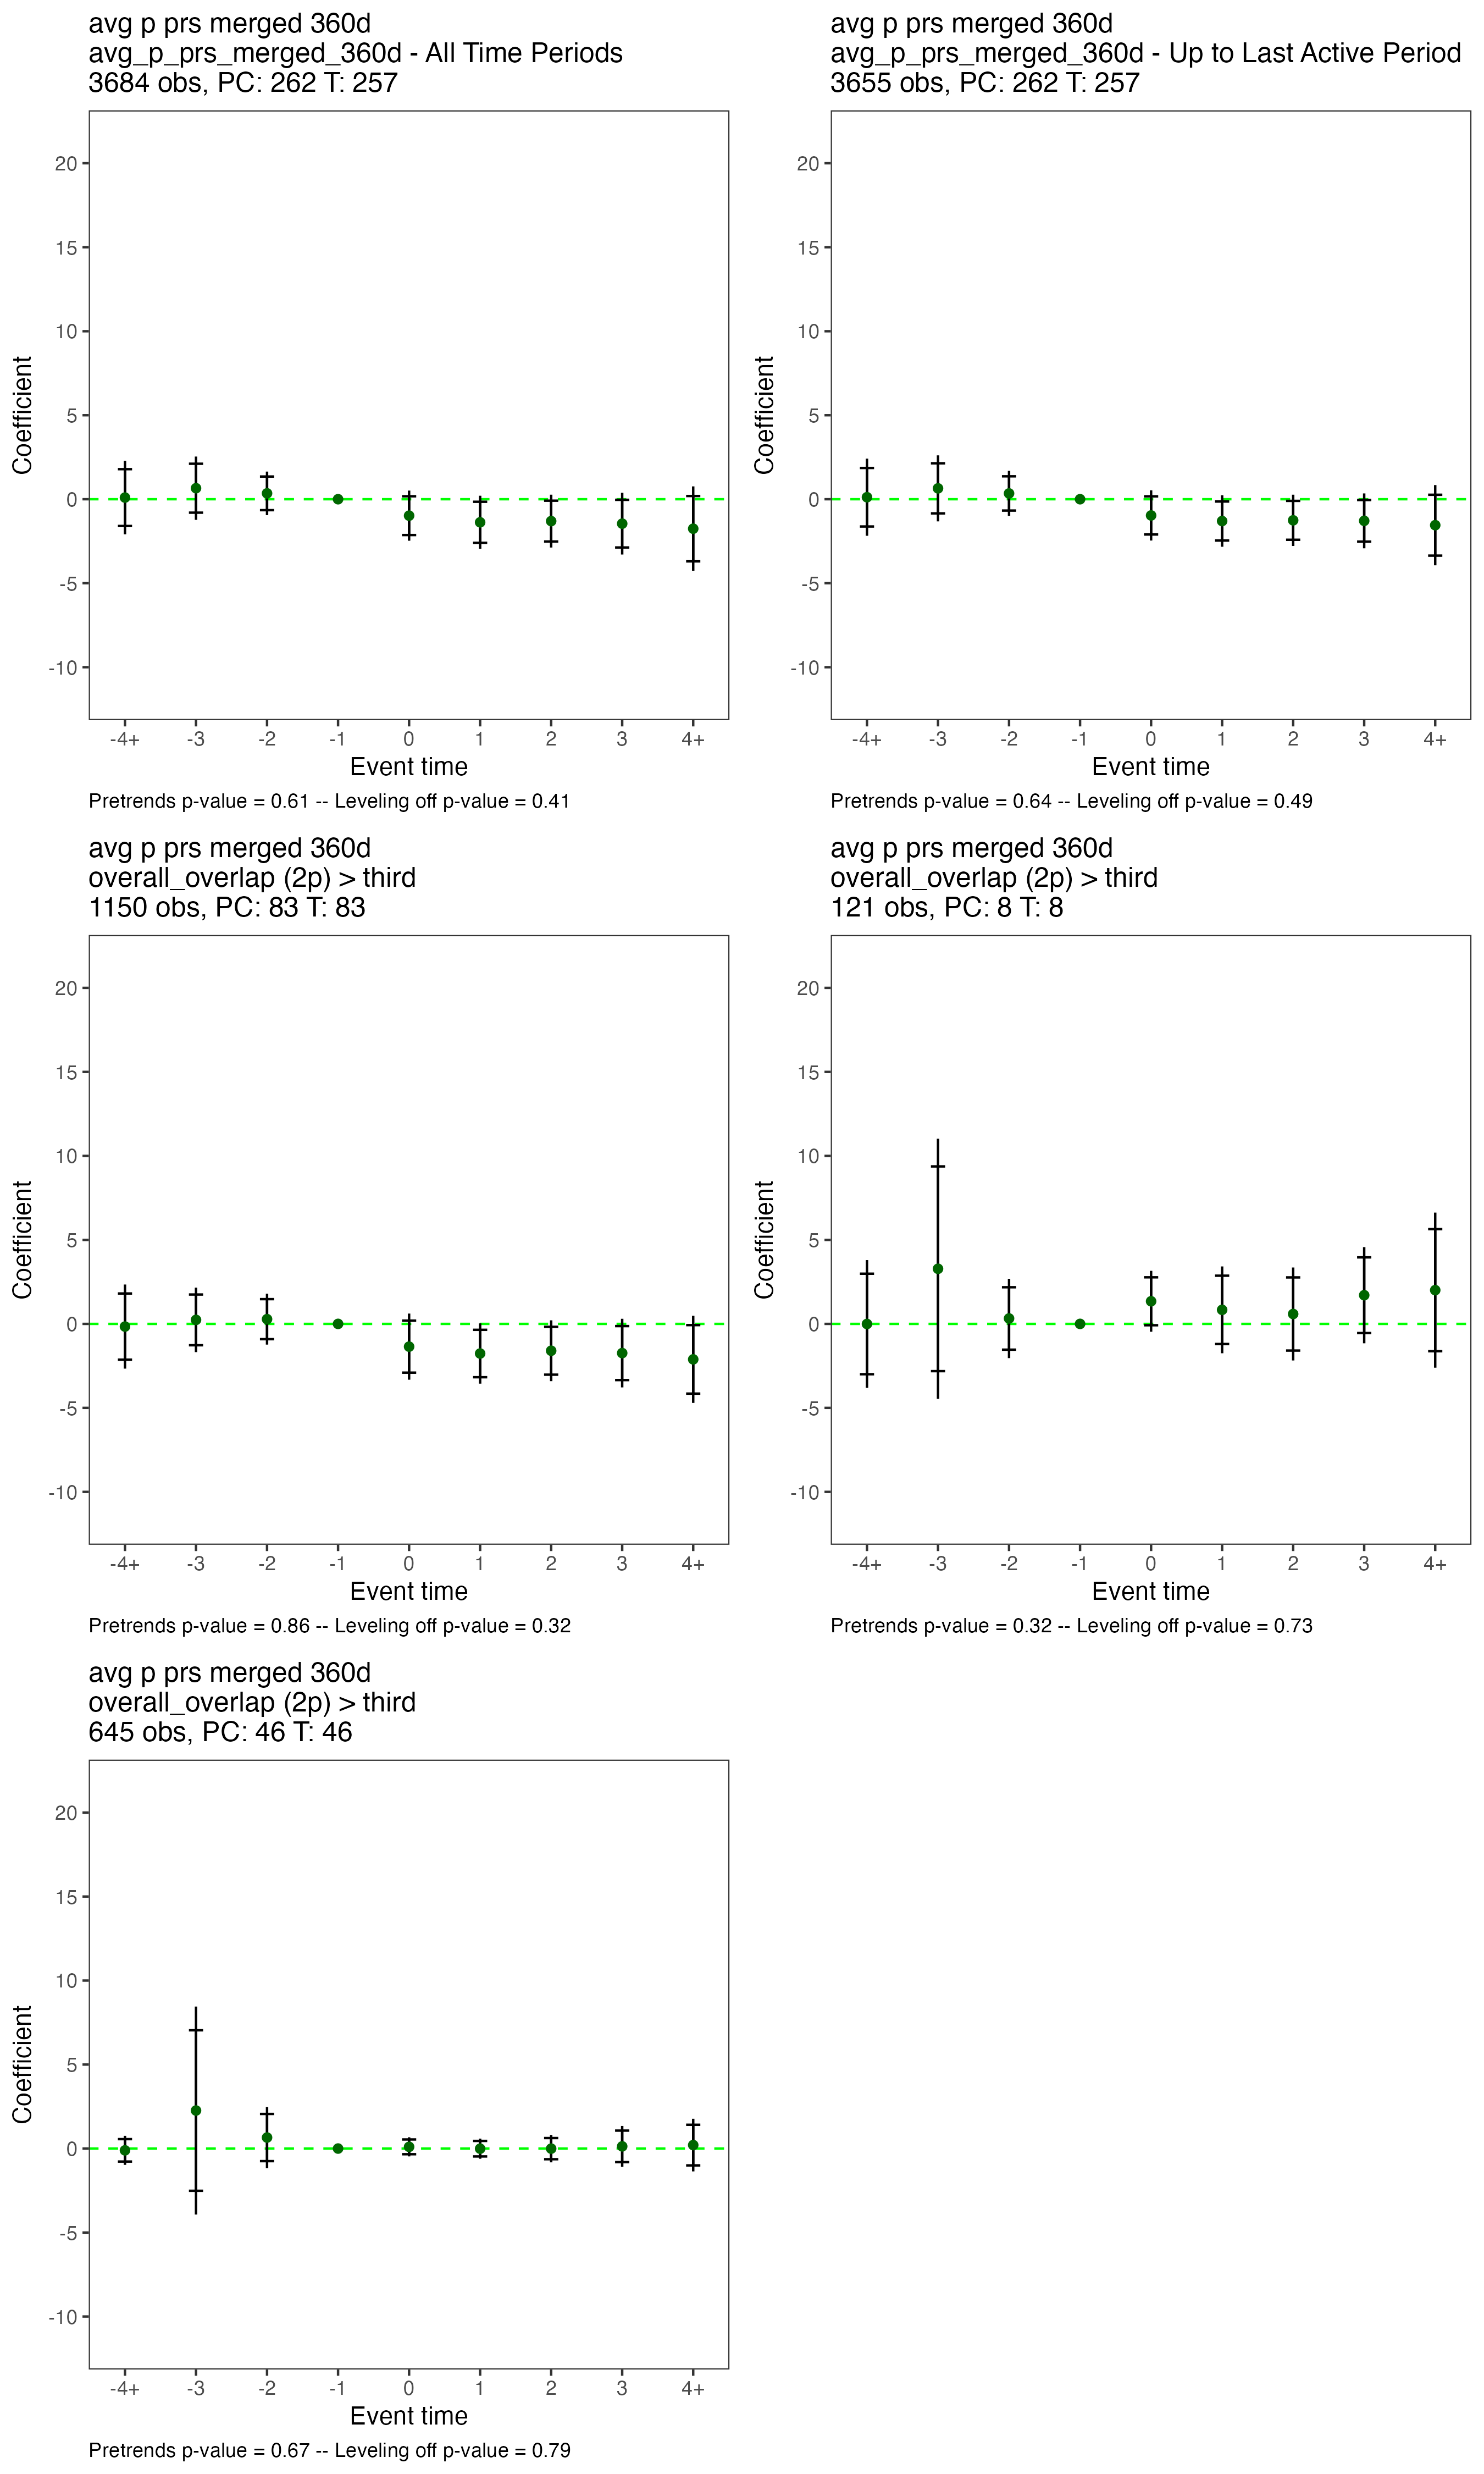 avg p prs merged 360d
avg_p_prs_merged_360d - All Time Periods
3684 obs, PC: 262 T: 257
Coefficient
20
15
10
5
0
-5
-10
-4+ -3 -2 -1 0 1 2 3 4+
Event time
Pretrends p-value = 0.61 -- Leveling off p-value = 0.41
avg p prs merged 360d
avg_p_prs_merged_360d - Up to Last Active Period
3655 obs, PC: 262 T: 257
Coefficient
20
15
10
5
0
-5
-10
-4+ -3 -2 -1 0 1 2 3 4+
Event time
Pretrends p-value = 0.64 -- Leveling off p-value = 0.49
avg p prs merged 360d
overall_overlap (2p) > third
1150 obs, PC: 83 T: 83
Coefficient
20
15
10
5
0
-5
-10
-4+ -3 -2 -1 0 1 2 3 4+
Event time
Pretrends p-value = 0.86 -- Leveling off p-value = 0.32
avg p prs merged 360d
overall_overlap (2p) > third
121 obs, PC: 8 T: 8
Coefficient
20
15
10
5
0
-5
-10
-4+ -3 -2 -1 0 1 2 3 4+
Event time
Pretrends p-value = 0.32 -- Leveling off p-value = 0.73
avg p prs merged 360d
overall_overlap (2p) > third
645 obs, PC: 46 T: 46
Coefficient
20
15
10
5
0
-5
-10
-4+ -3 -2 -1 0 1 2 3 4+
Event time
Pretrends p-value = 0.67 -- Leveling off p-value = 0.79